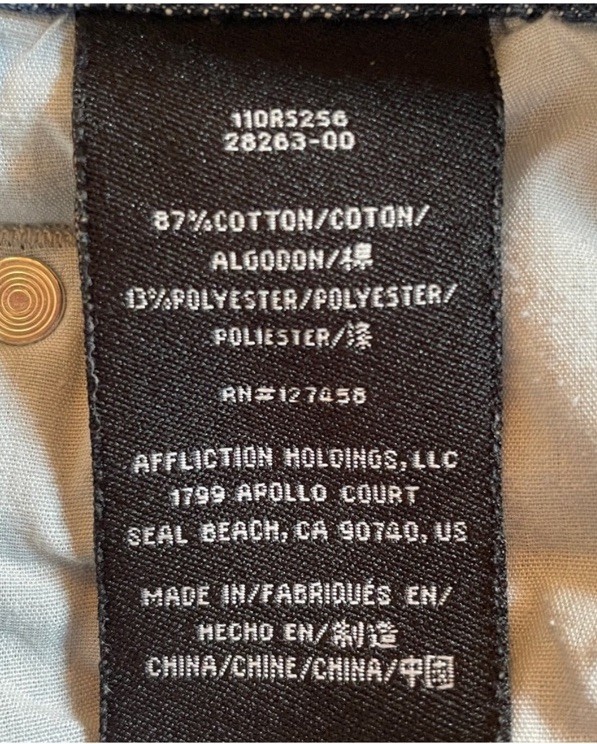 110RS256
28263-00
87%COTTON/COTON/
ALGODON/棉
13%POLYESTER/POLYESTER/
POLIESTER/涤
RN#127458
AFFLICTION HOLDINGS,LLC
1799 APOLLO COURT
SEAL BEACH, CA 90740, US
MADE IN/FABRIQUÉS EN/
HECHO EN/制造
CHINA/CHINE/CHINA/中国